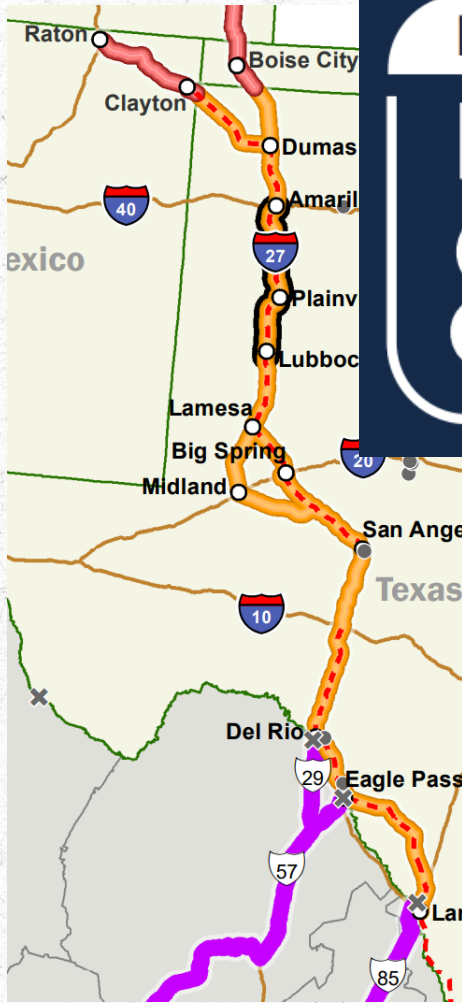 Raton
Boise City
Clayton
Dumas
Amaril
40
27
exico
Plainv
Lubboc
Lamesa
Big Spring
20
Midland
San Ange
Texas
10
Del Rio
29
Eagle Pass
57
Lar
85